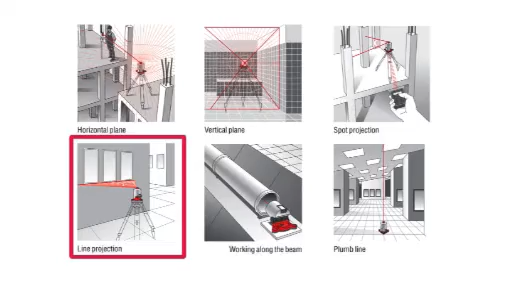 Horizontal plane
Vertical plane
Spot projection
Line projection
Working along the beam
Plumb line